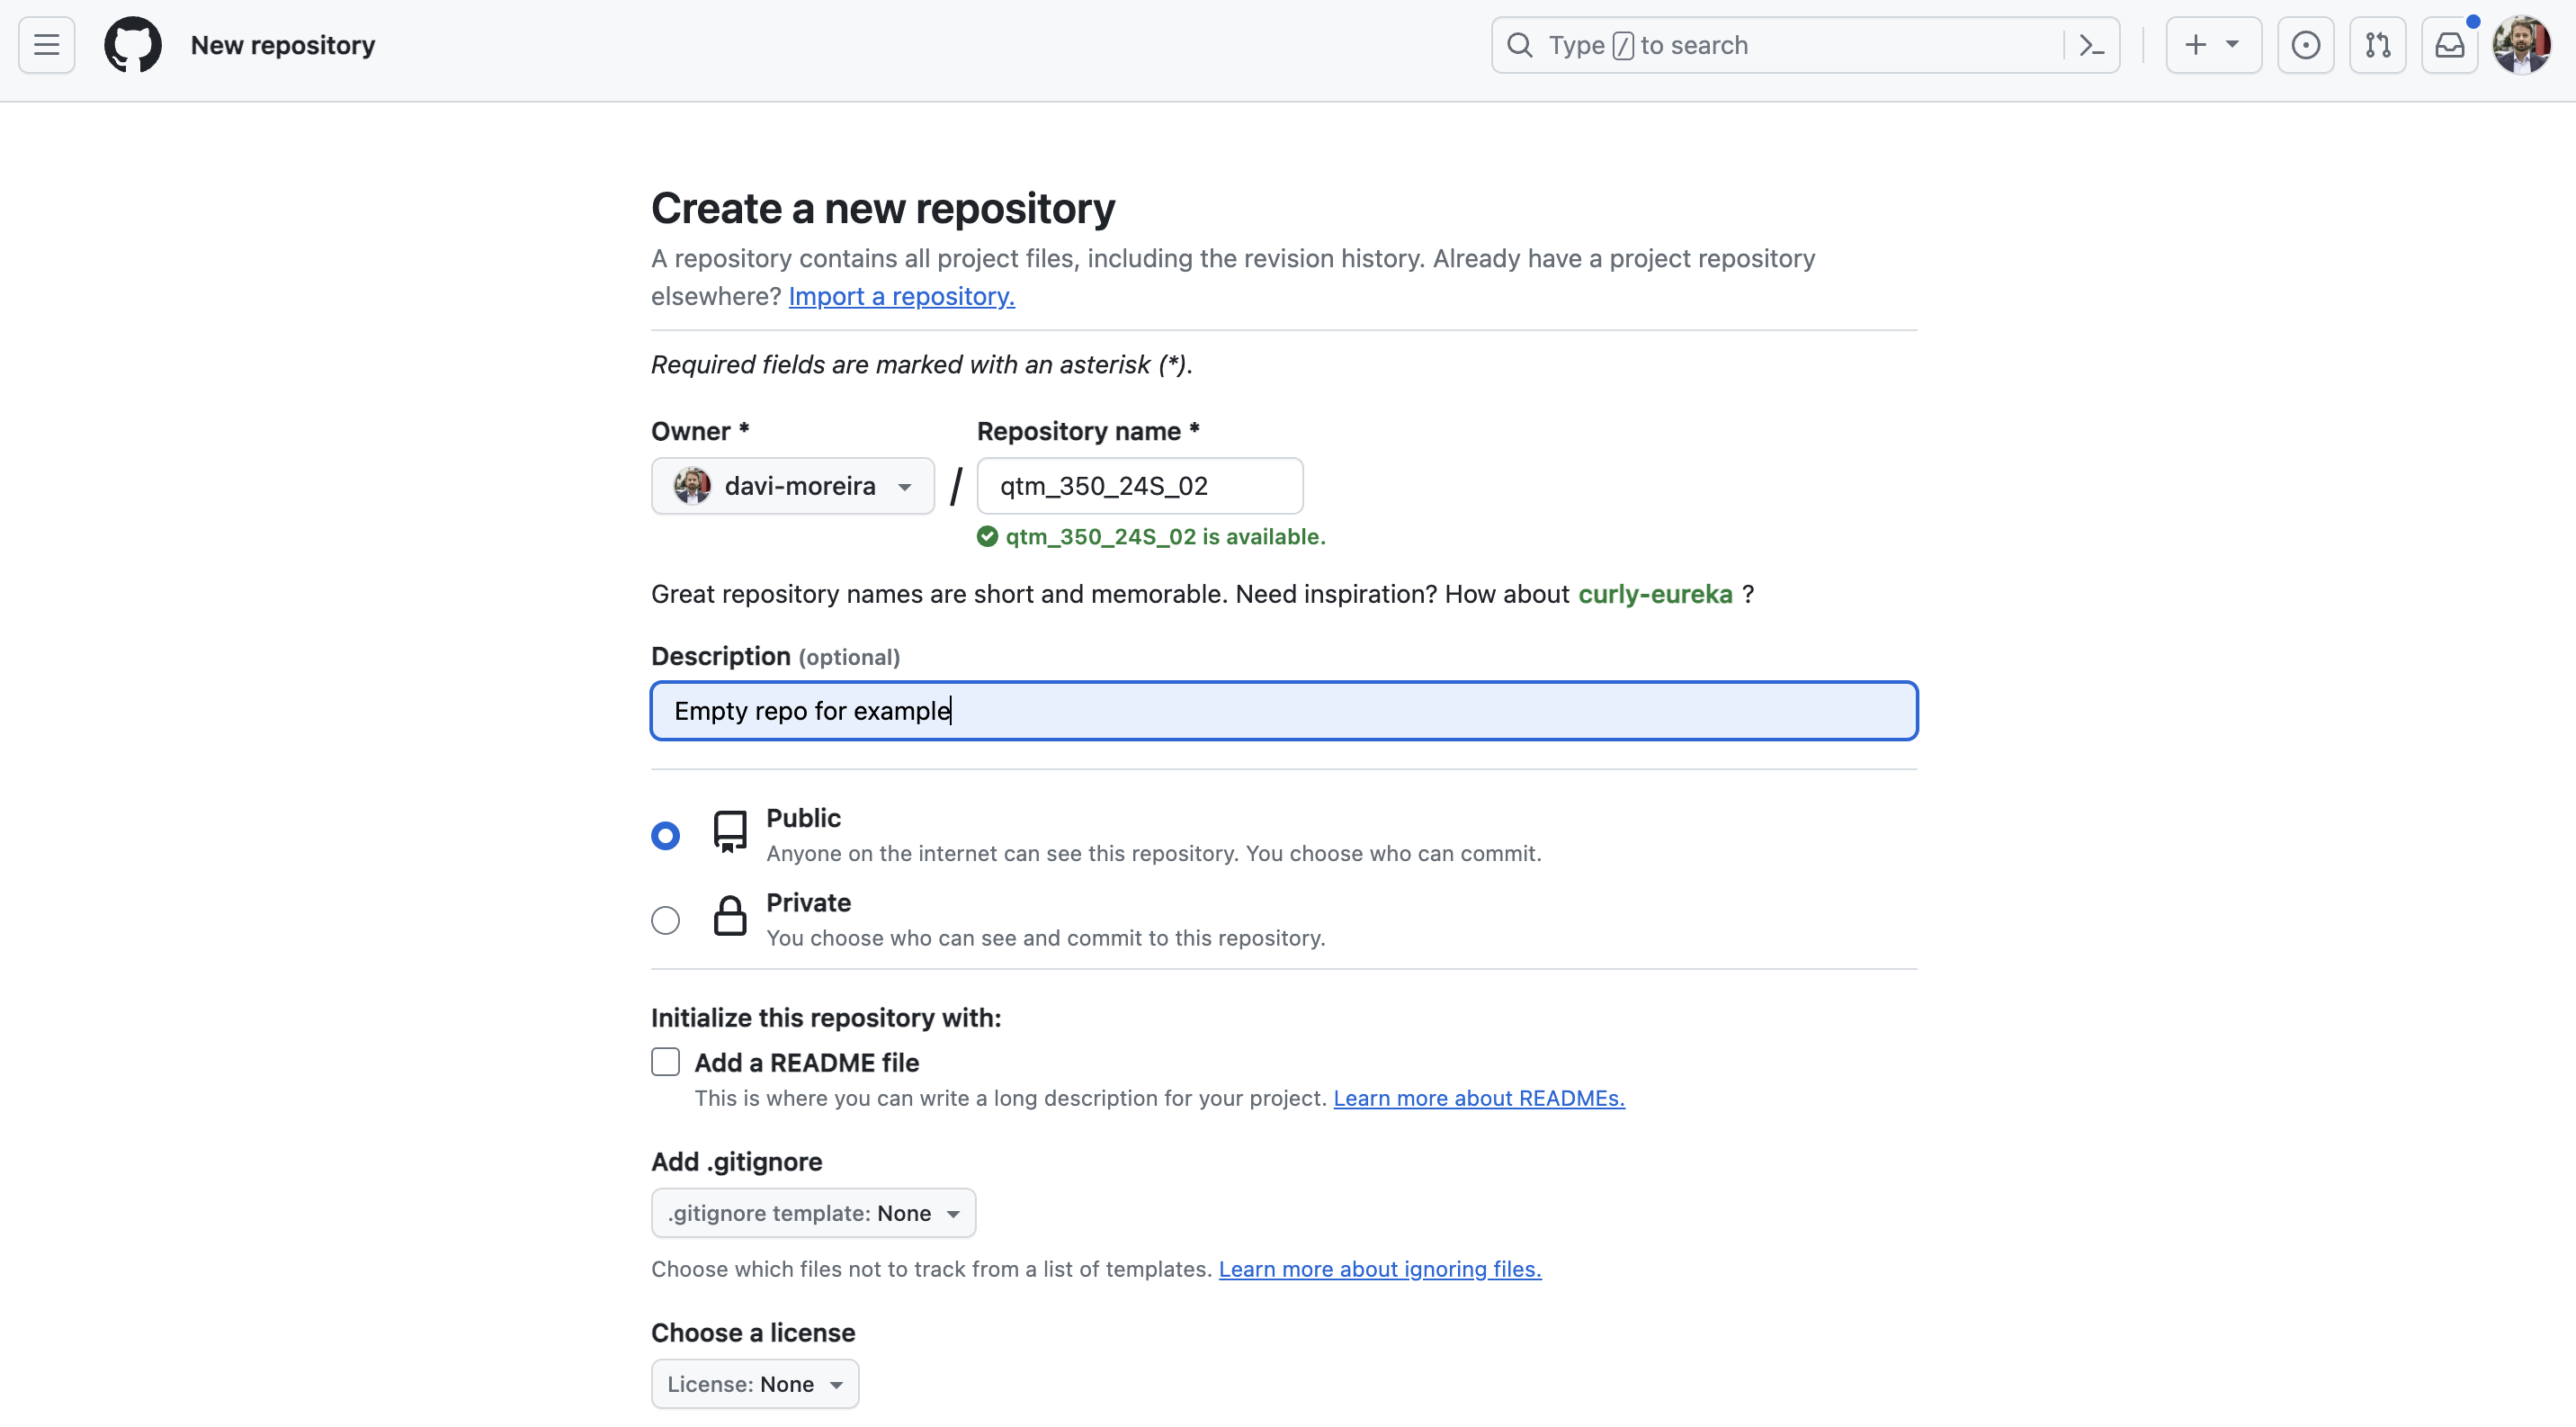 New repository
Type / to search
Create a new repository
A repository contains all project files, including the revision history. Already have a project repository
elsewhere? Import a repository.
Required fields are marked with an asterisk (*).
Owner * Repository name *
davi-moreira / qtm_350_24S_02
qtm_350_24S_02 is available.
Great repository names are short and memorable. Need inspiration? How about curly-eureka ?
Description (optional)
Empty repo for example
Public
Anyone on the internet can see this repository. You choose who can commit.
Private
You choose who can see and commit to this repository.
Initialize this repository with:
Add a README file
This is where you can write a long description for your project. Learn more about READMEs.
Add .gitignore
.gitignore template: None
Choose which files not to track from a list of templates. Learn more about ignoring files.
Choose a license
License: None